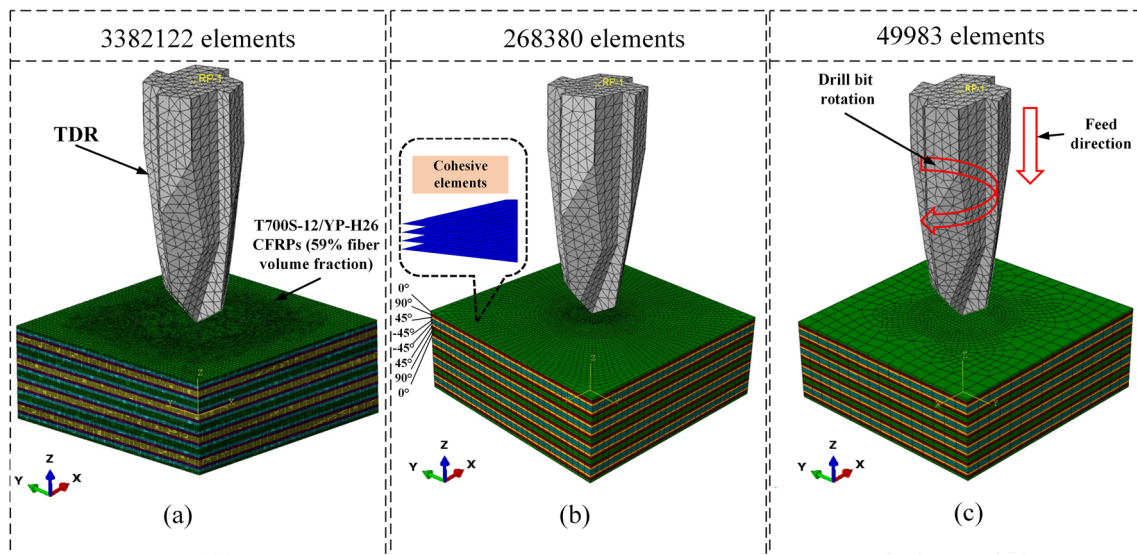 3382122 elements
268380 elements
49983 elements
RP-1
TDR
T700S-12/YP-H26
CFRPs (59% fiber
volume fraction)
Z
Y
X
Z
Y
X
(a)
RP-1
Cohesive
elements
0°
90°
45°
-45°
45°
90°
0°
Z
Z
Y
X
(b)
RP-1
Drill bit
rotation
Feed
direction
Z
X
Y
Z
Y
X
(c)